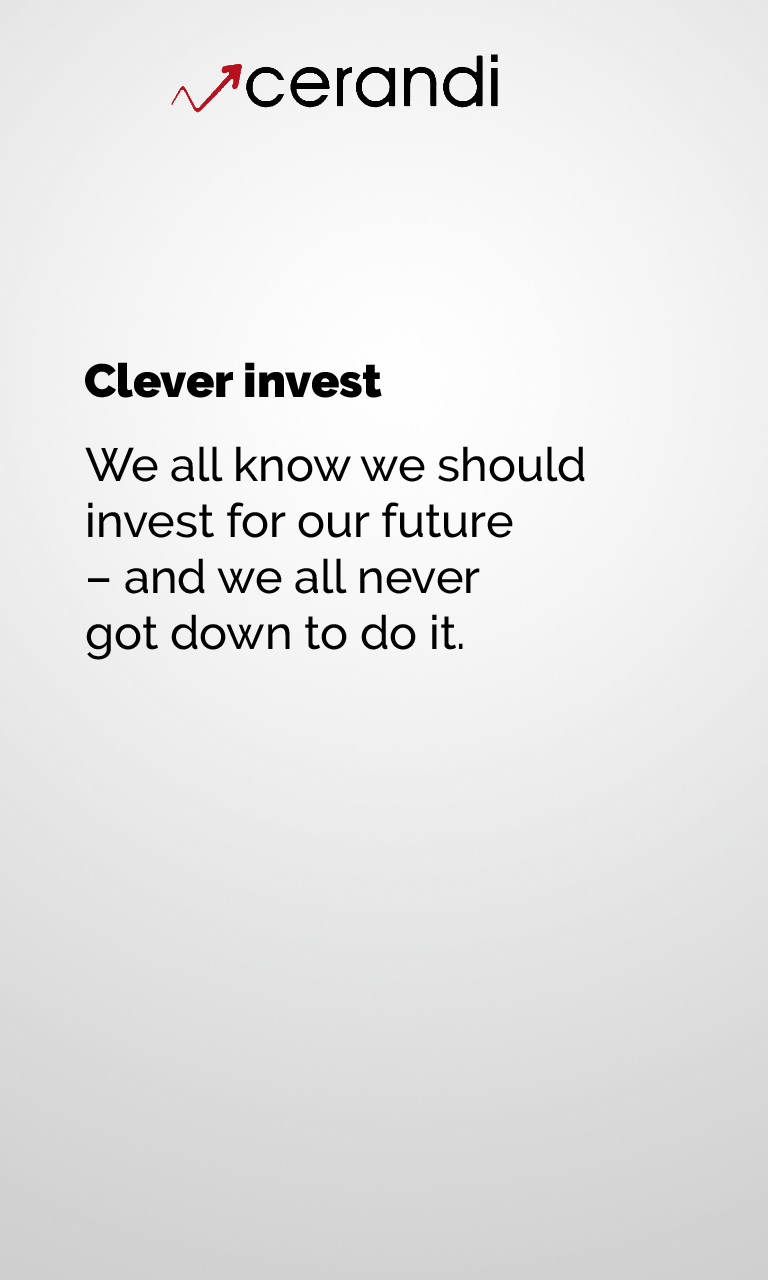 cerandi
Clever invest
We all know we should
invest for our future
– and we all never
got down to do it.